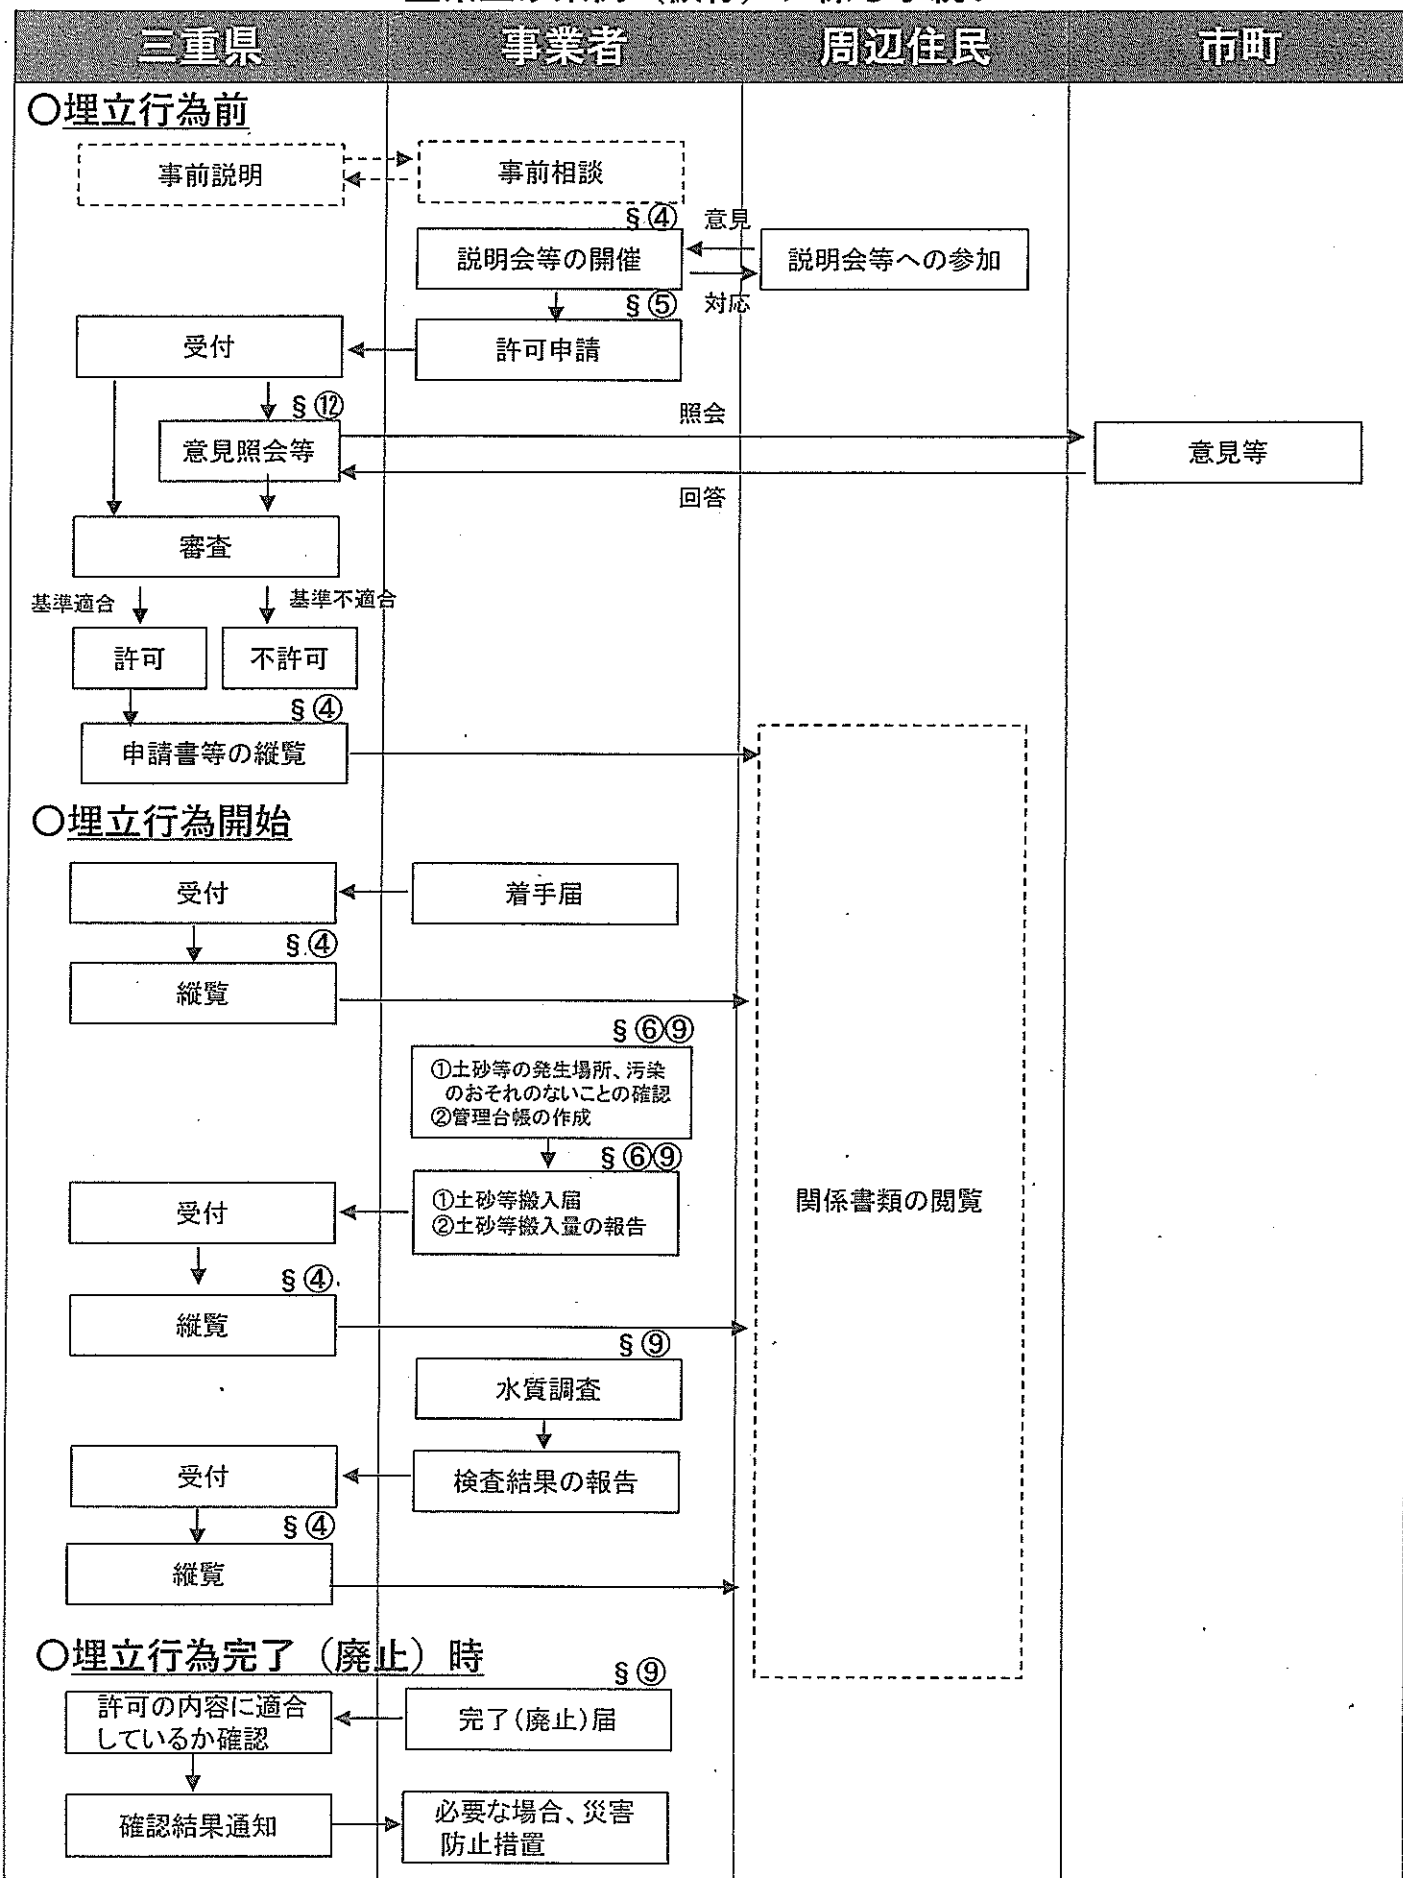 三重県 事業者 周辺住民 市町
〇埋立行為前
事前説明 事前相談
§④ 意見
説明会等の開催 説明会等への参加
§⑤ 対応
受付 許可申請
§⑫ 照会
意見照会等 意見等
回答
審査
基準適合 基準不適合
許可 不許可
§④
申請書等の縦覧
〇埋立行為開始
受付 着手届
§④
縦覧
§⑥⑨
①土砂等の発生場所、汚染
のおそれのないことの確認
②管理台帳の作成
§⑥⑨
受付 ①土砂等搬入届
②土砂等搬入量の報告
関係書類の閲覧
§④
縦覧
§⑨
水質調査
受付 検査結果の報告
§④
縦覧
〇埋立行為完了（廃止）時
§⑨
許可の内容に適合
しているか確認
完了(廃止)届
確認結果通知
必要な場合、災害
防止措置